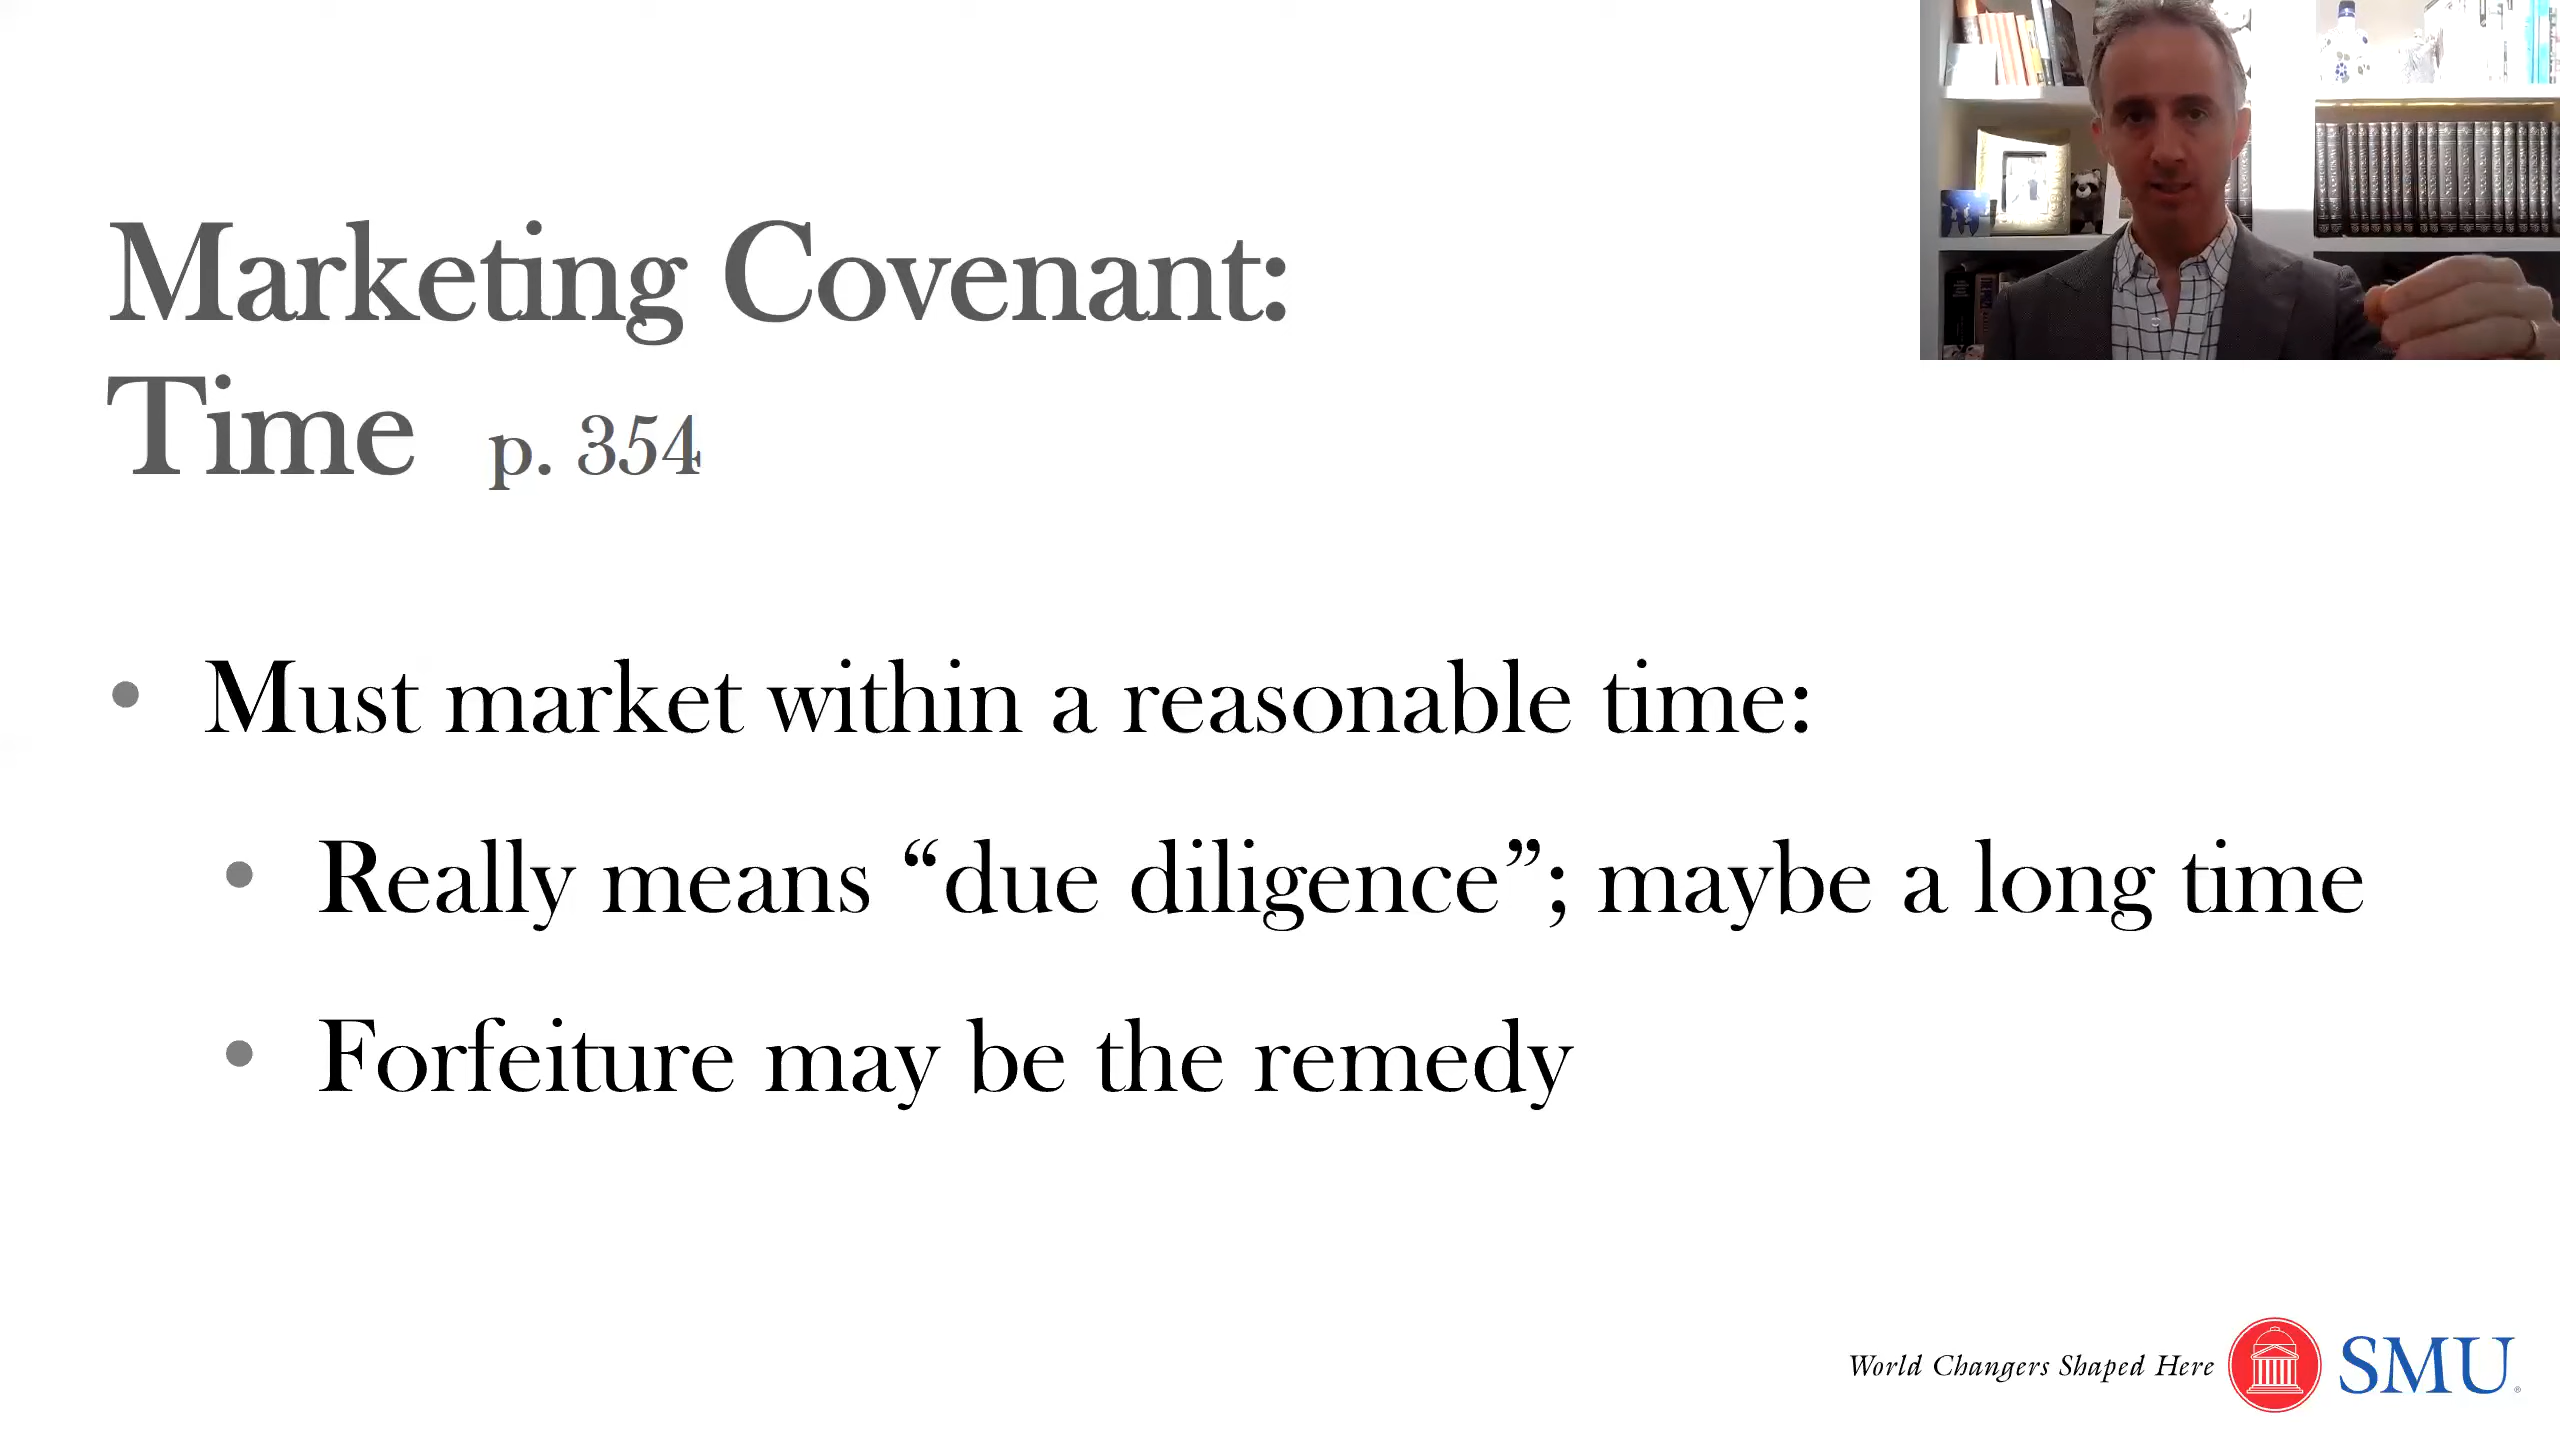 Marketing Covenant:
Time p. 354
• Must market within a reasonable time:
• Really means “due diligence”; maybe a long time
• Forfeiture may be the remedy
World Changers Shaped Here
SMU®